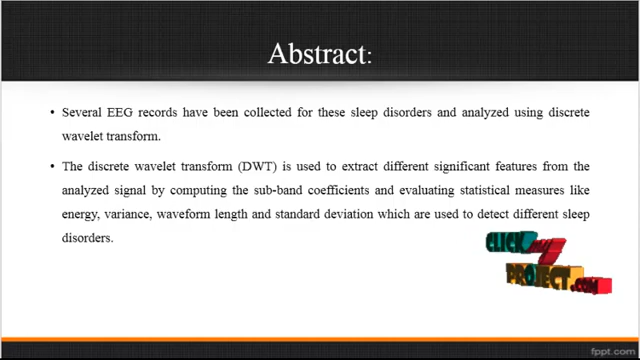 Abstract:
• Several EEG records have been collected for these sleep disorders and analyzed using discrete
wavelet transform.
• The discrete wavelet transform (DWT) is used to extract different significant features from the
analyzed signal by computing the sub-band coefficients and evaluating statistical measures like
energy, variance, waveform length and standard deviation which are used to detect different sleep
disorders.
CLICK my
PROJECT.COM
fppt.com